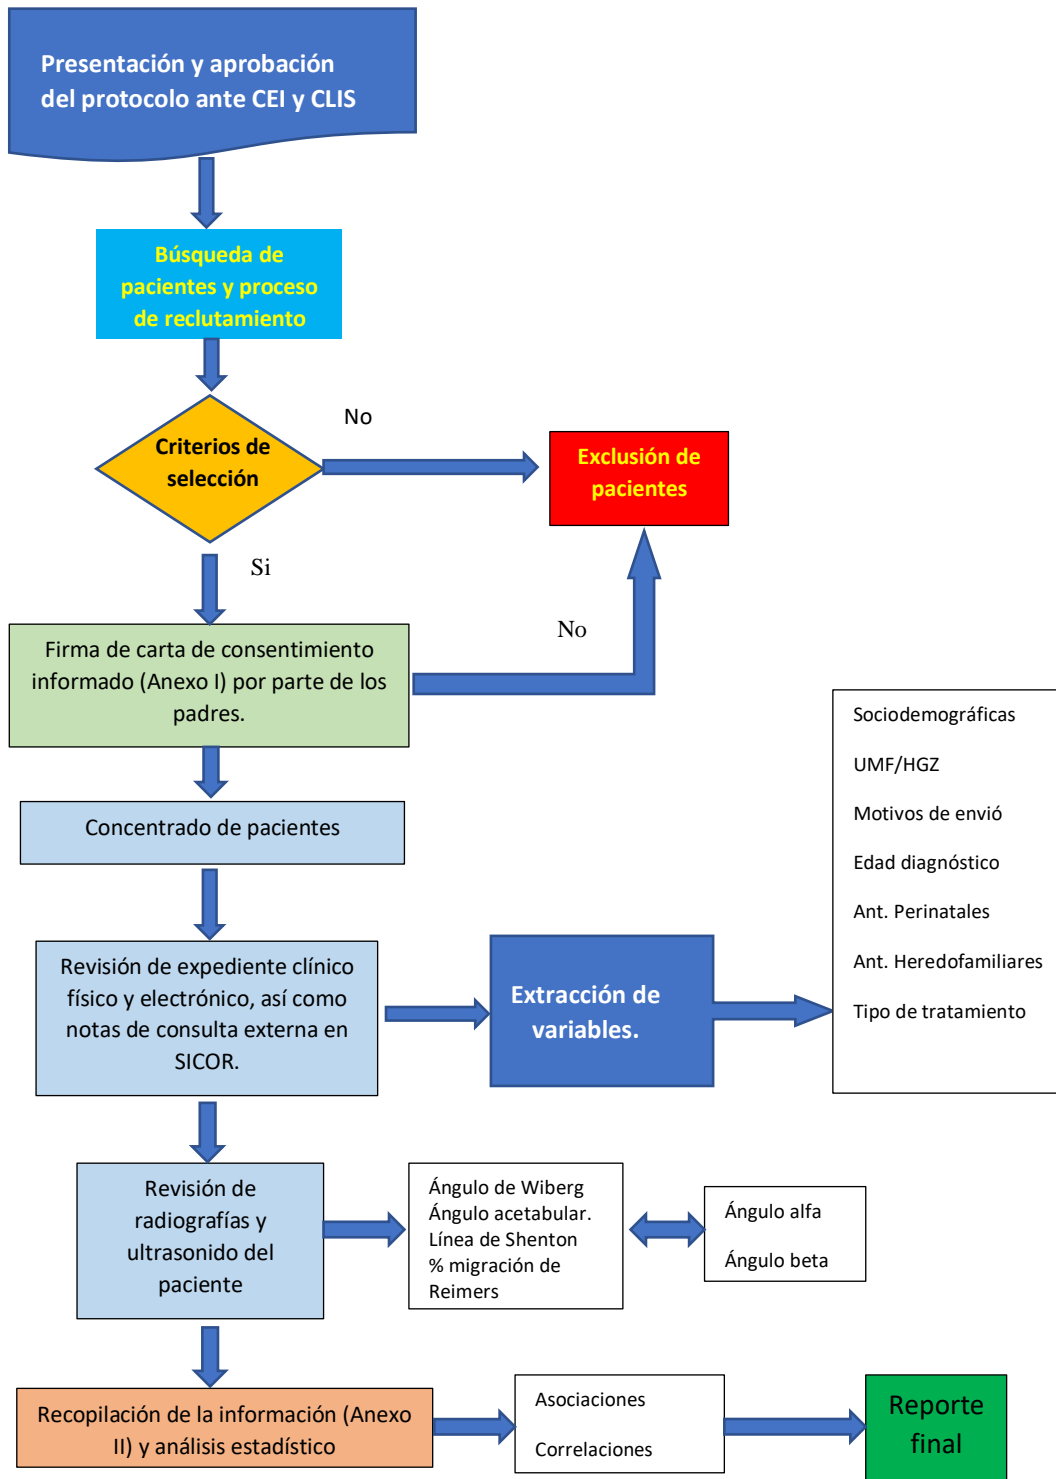 Presentación y aprobación
del protocolo ante CEI y CLIS
Búsqueda de
pacientes y proceso
de reclutamiento
Criterios de
selección
No
Exclusión de
pacientes
Si
Firma de carta de consentimiento
informado (Anexo I) por parte de los
padres.
No
Concentrado de pacientes
Revisión de expediente clínico
físico y electrónico, así como
notas de consulta externa en
SICOR.
Extracción de
variables.
Sociodemográficas
UMF/HGZ
Motivos de envió
Edad diagnóstico
Ant. Perinatales
Ant. Heredofamiliares
Tipo de tratamiento
Revisión de
radiografías y
ultrasonido del
paciente
Ángulo de Wiberg
Ángulo acetabular.
Línea de Shenton
% migración de
Reimers
Ángulo alfa
Ángulo beta
Recopilación de la información (Anexo
II) y análisis estadístico
Asociaciones
Correlaciones
Reporte
final